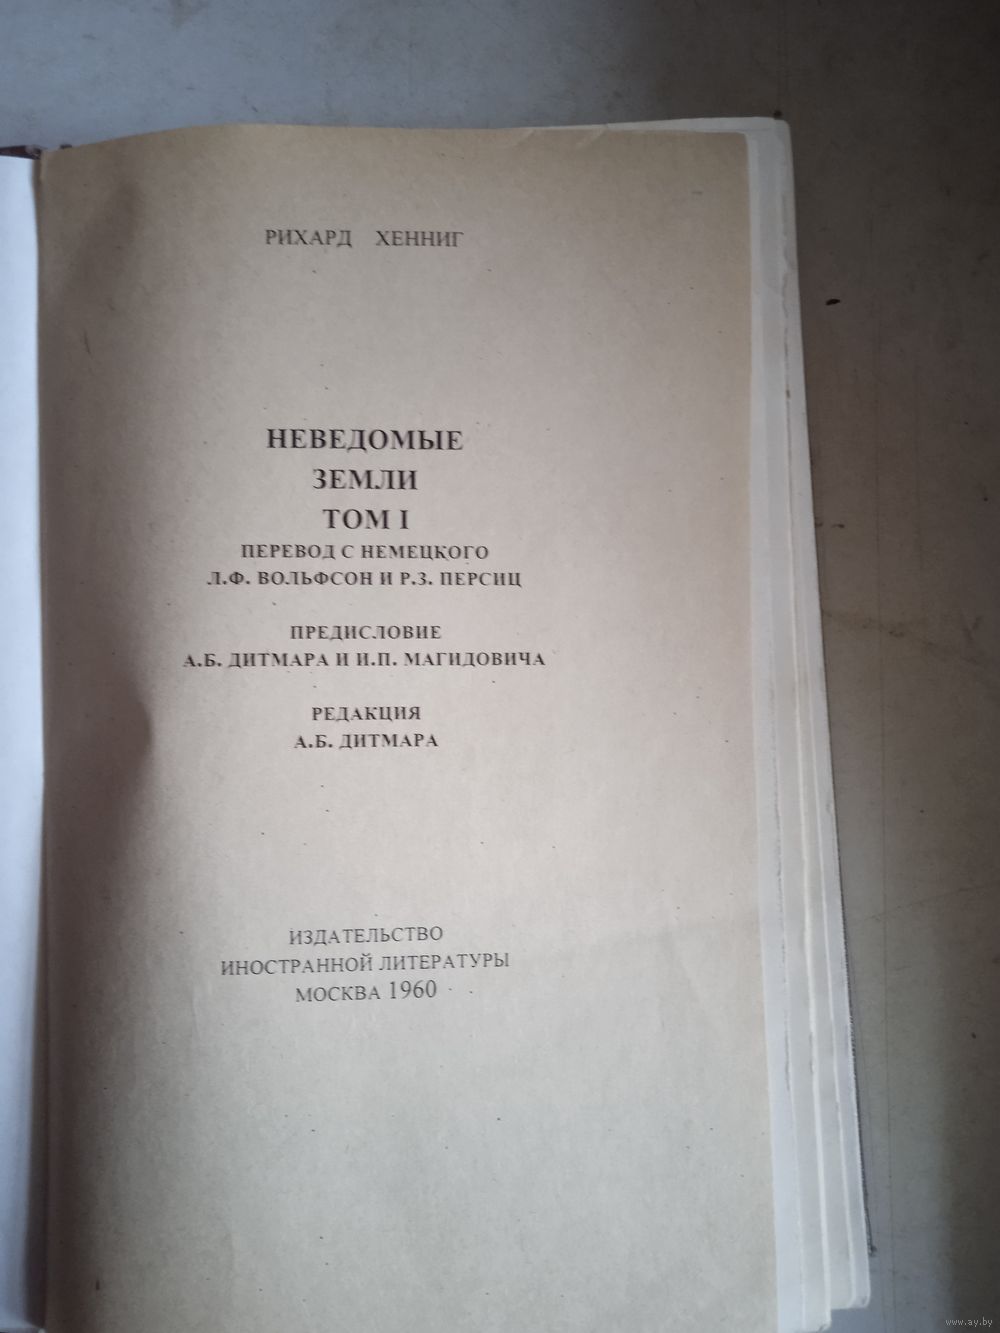 РИХАРД ХЕННИГ
НЕВЕДОМЫЕ
ЗЕМЛИ
ТОМ I
ПЕРЕВОД С НЕМЕЦКОГО
Л.Ф. ВОЛЬФСОН И Р.З. ПЕРСИЦ
ПРЕДИСЛОВИЕ
А.Б. ДИТМАРА И И.П. МАГИДОВИЧА
РЕДАКЦИЯ
А.Б. ДИТМАРА
ИЗДАТЕЛЬСТВО
ИНОСТРАННОЙ ЛИТЕРАТУРЫ
МОСКВА 1960
www.ay.by